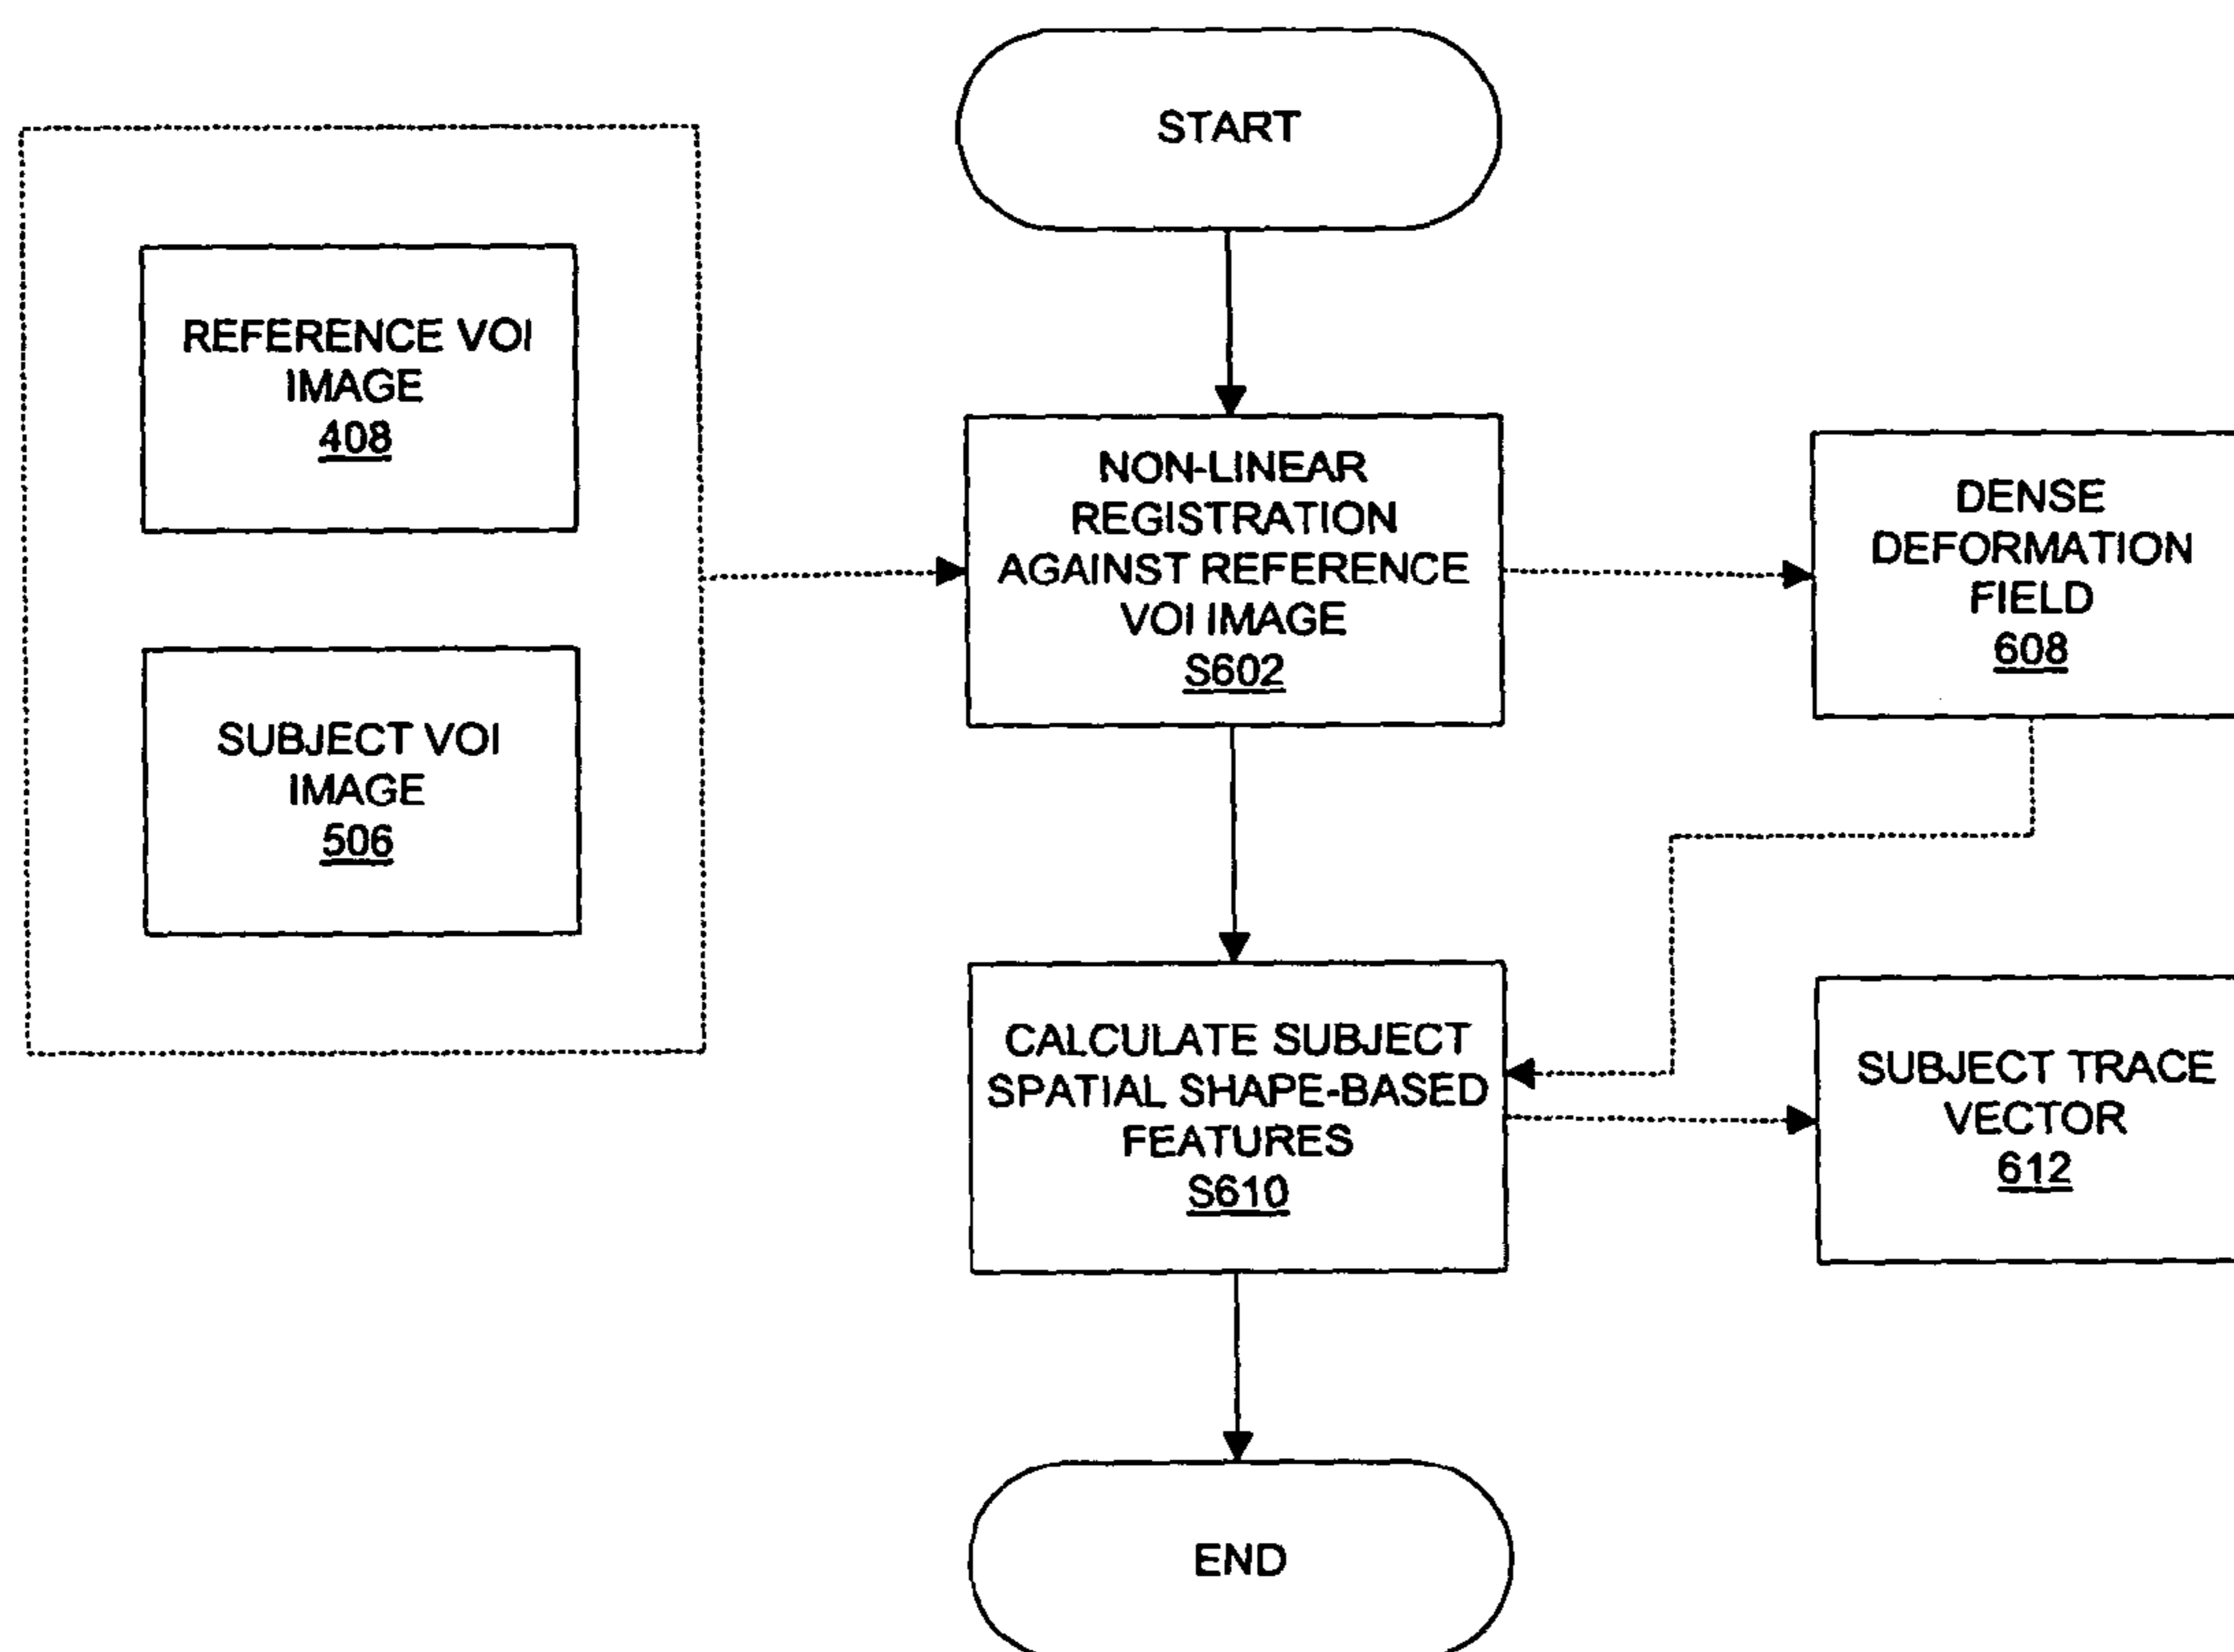 START
REFERENCE VOI
IMAGE
408
SUBJECT VOI
IMAGE
506
NON-LINEAR
REGISTRATION
AGAINST REFERENCE
VOI IMAGE
S602
DENSE
DEFORMATION
FIELD
608
CALCULATE SUBJECT
SPATIAL SHAPE-BASED
FEATURES
S610
SUBJECT TRACE
VECTOR
612
END